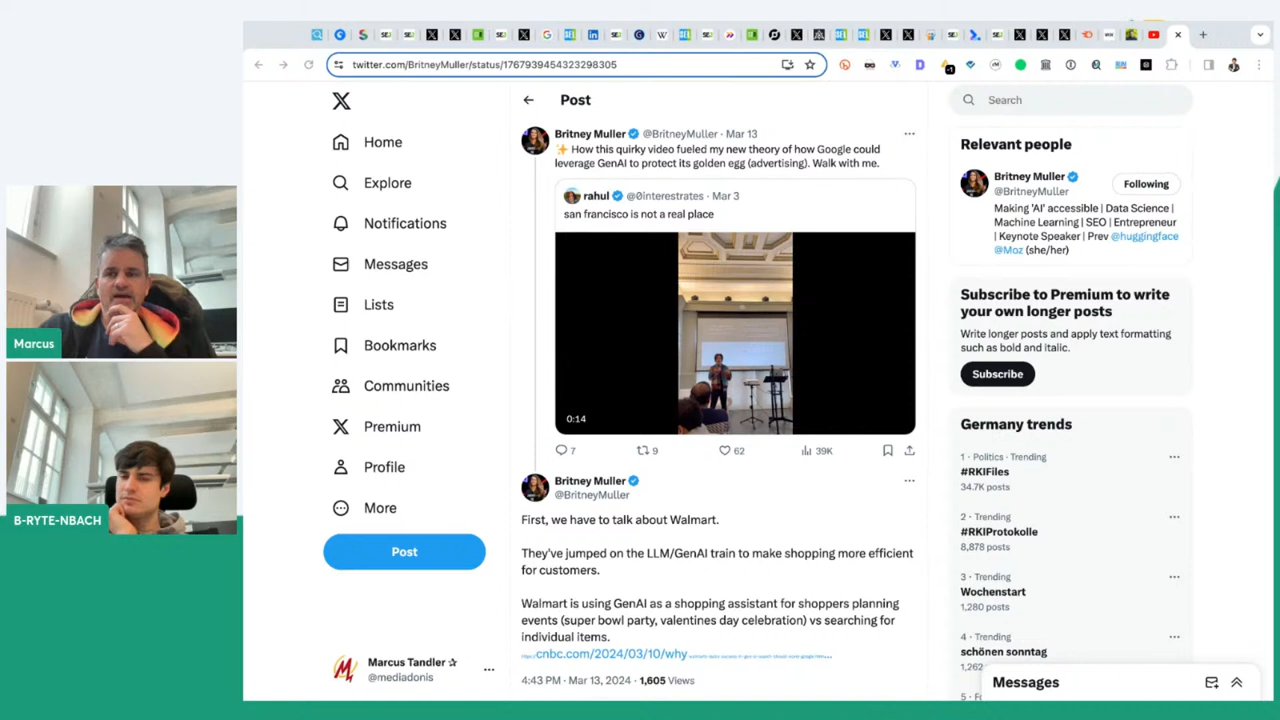 twitter.com/BritneyMuller/status/1767939454323298305
Home
Explore
Notifications
Messages
Lists
Bookmarks
Communities
Premium
Profile
More
Post
Marcus Tandler ✰
@mediadonis
Post
Britney Muller @BritneyMuller · Mar 13
✨ How this quirky video fueled my new theory of how Google could
leverage GenAI to protect its golden egg (advertising). Walk with me.
rahul @0interestrates · Mar 3
san francisco is not a real place
0:14
7 9 62 39K
Britney Muller
@BritneyMuller
First, we have to talk about Walmart.
They've jumped on the LLM/GenAI train to make shopping more efficient
for customers.
Walmart is using GenAI as a shopping assistant for shoppers planning
events (super bowl party, valentines day celebration) vs searching for
individual items.
cnbc.com/2024/03/10/why
4:43 PM · Mar 13, 2024 · 1,605 Views
Search
Relevant people
Britney Muller
@BritneyMuller
Following
Making 'AI' accessible | Data Science |
Machine Learning | SEO | Entrepreneur
| Keynote Speaker | Prev @huggingface
@Moz (she/her)
Subscribe to Premium to write
your own longer posts
Write longer posts and apply text formatting
such as bold and italic.
Subscribe
Germany trends
1 · Politics · Trending
#RKIFiles
34.7K posts
2 · Trending
#RKIProtokolle
8,878 posts
3 · Trending
Wochenstart
1,280 posts
4 · Trending
schönen sonntag
1,262
5 ·
Messages
Marcus
B-RYTE-NBACH